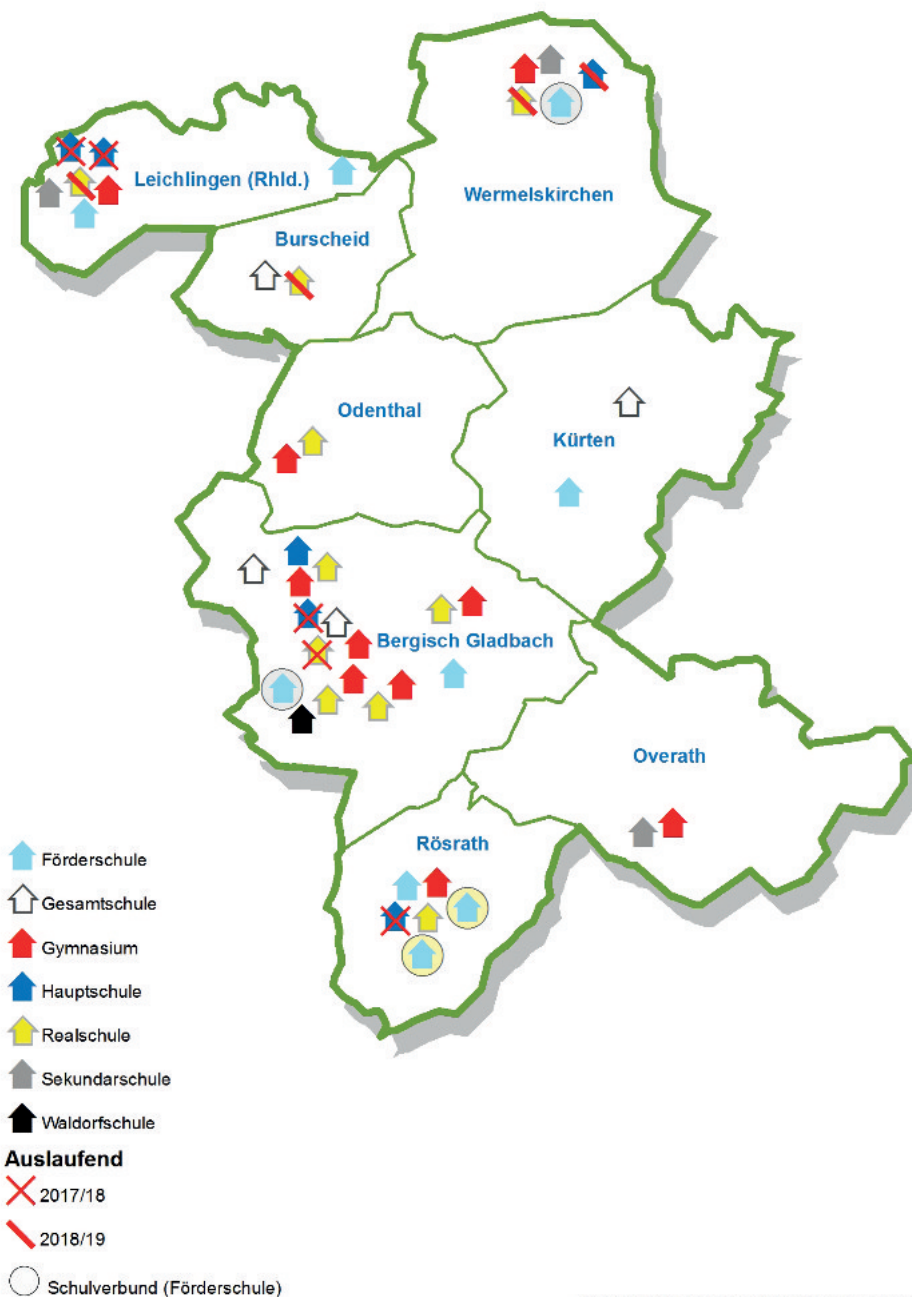 Leichlingen (Rhld.)
Wermelskirchen
Burscheid
Odenthal
Kürten
Bergisch Gladbach
Overath
Rösrath
Förderschule
Gesamtschule
Gymnasium
Hauptschule
Realschule
Sekundarschule
Waldorfschule
Auslaufend
2017/18
2018/19
Schulverbund (Förderschule)